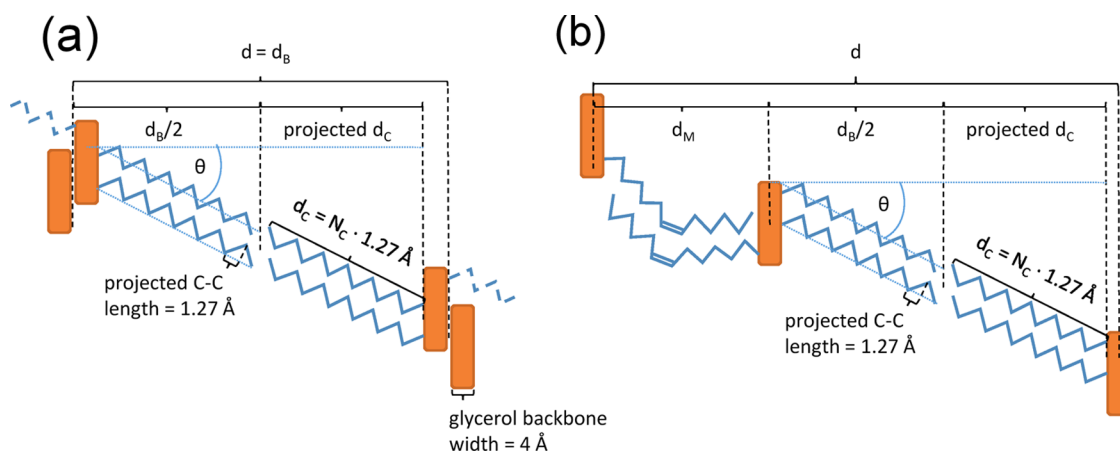 (a)
d = d_B
d_B/2
projected d_C
θ
d_C = N_C · 1.27 Å
projected C-C
length = 1.27 Å
glycerol backbone
width = 4 Å
(b)
d
d_M
d_B/2
projected d_C
θ
d_C = N_C · 1.27 Å
projected C-C
length = 1.27 Å